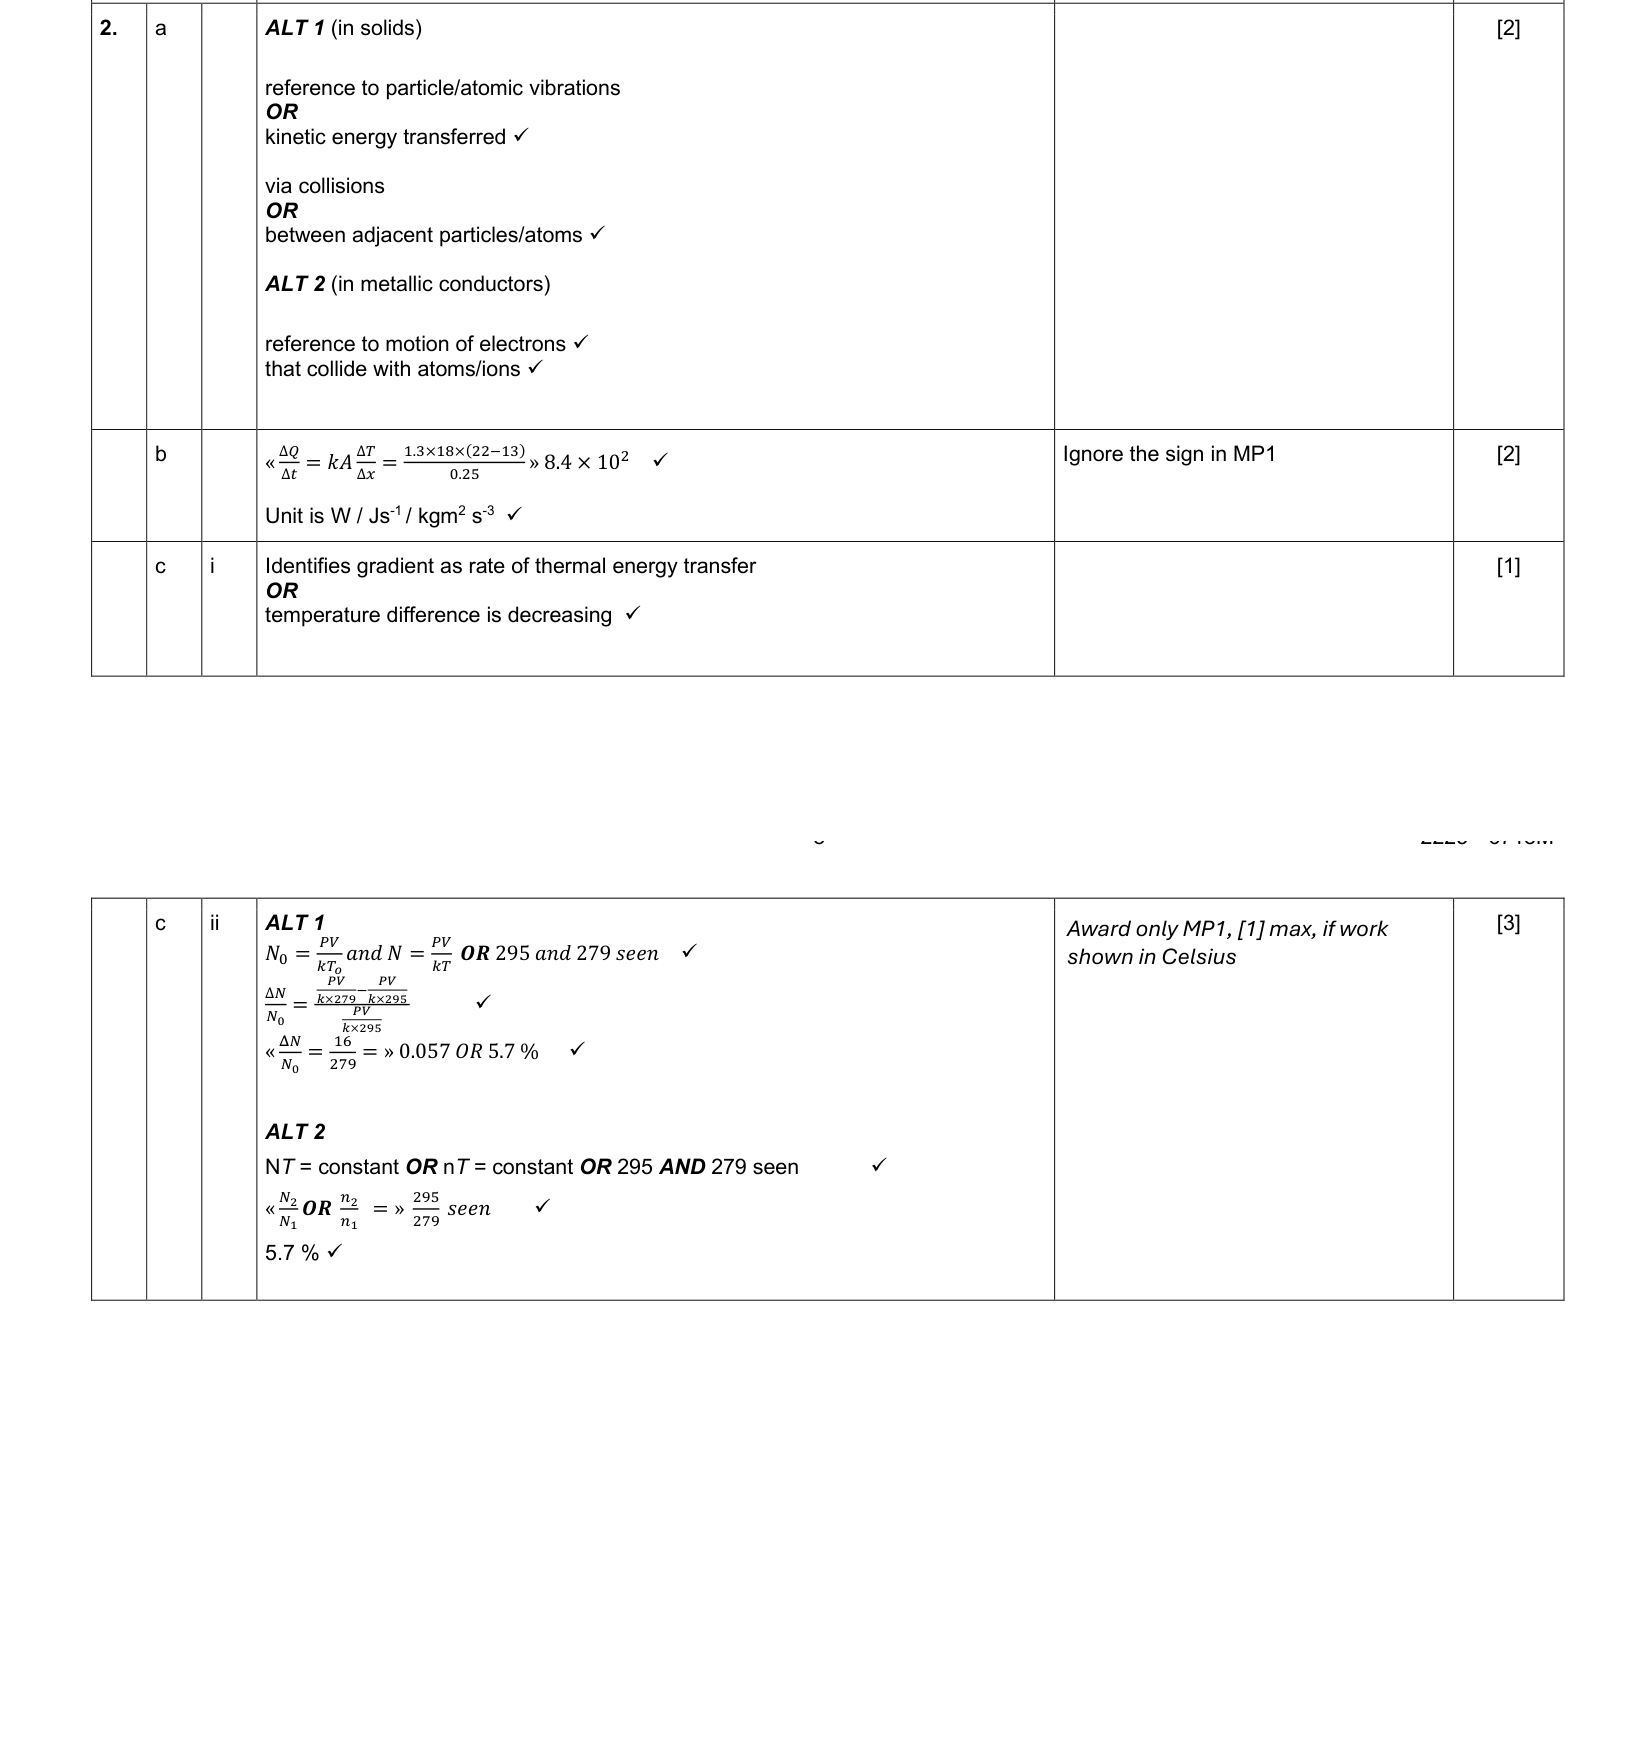 2. a ALT 1 (in solids) [2]
reference to particle/atomic vibrations
OR
kinetic energy transferred ✓
via collisions
OR
between adjacent particles/atoms ✓
ALT 2 (in metallic conductors)
reference to motion of electrons ✓
that collide with atoms/ions ✓
b «ΔQ/Δt = kA ΔT/Δx = 1.3×18×(22−13)/0.25» 8.4 × 10² ✓ Ignore the sign in MP1 [2]
Unit is W / Js⁻¹ / kgm² s⁻³ ✓
c i Identifies gradient as rate of thermal energy transfer [1]
OR
temperature difference is decreasing ✓
c ii ALT 1 [3]
N₀ = PV/kT₀ and N = PV/kT OR 295 and 279 seen ✓ Award only MP1, [1] max, if work
shown in Celsius
ΔN/N₀ = (PV/k×279 − PV/k×295)/(PV/k×295) ✓
«ΔN/N₀ = 16/279 = » 0.057 OR 5.7 % ✓
ALT 2
NT = constant OR nT = constant OR 295 AND 279 seen ✓
«N₂/N₁ OR n₂/n₁ = » 295/279 seen ✓
5.7 % ✓